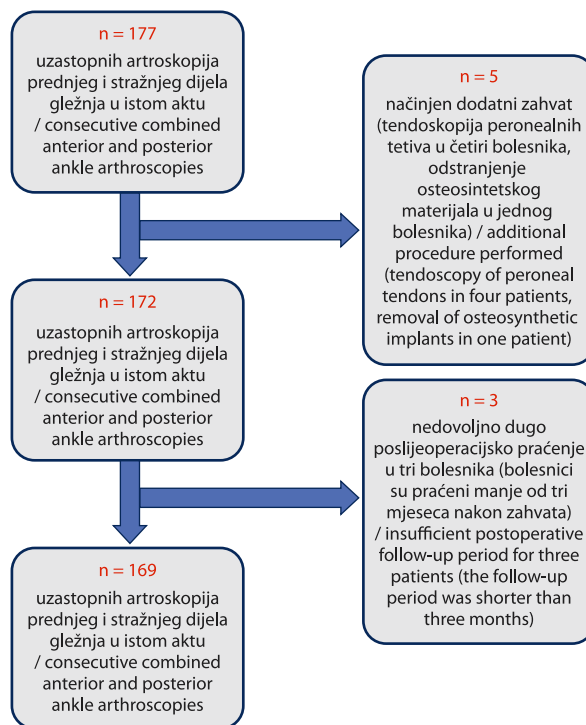 n = 177
uzastopnih artroskopija
prednjeg i stražnjeg dijela
gležnja u istom aktu
/ consecutive combined
anterior and posterior
ankle arthroscopies
n = 5
načinjen dodatni zahvat
(tendoskopija peronealnih
tetiva u četiri bolesnika,
odstranjenje
osteosintetskog
materijala u jednog
bolesnika) / additional
procedure performed
(tendoscopy of peroneal
tendons in four patients,
removal of osteosynthetic
implants in one patient)
n = 172
uzastopnih artroskopija
prednjeg i stražnjeg dijela
gležnja u istom aktu
/ consecutive combined
anterior and posterior
ankle arthroscopies
n = 3
nedovoljno dugo
poslijeoperacijsko praćenje
u tri bolesnika (bolesnici
su praćeni manje od tri
mjeseca nakon zahvata)
/ insufficient postoperative
follow-up period for three
patients (the follow-up
period was shorter than
three months)
n = 169
uzastopnih artroskopija
prednjeg i stražnjeg dijela
gležnja u istom aktu
/ consecutive combined
anterior and posterior
ankle arthroscopies